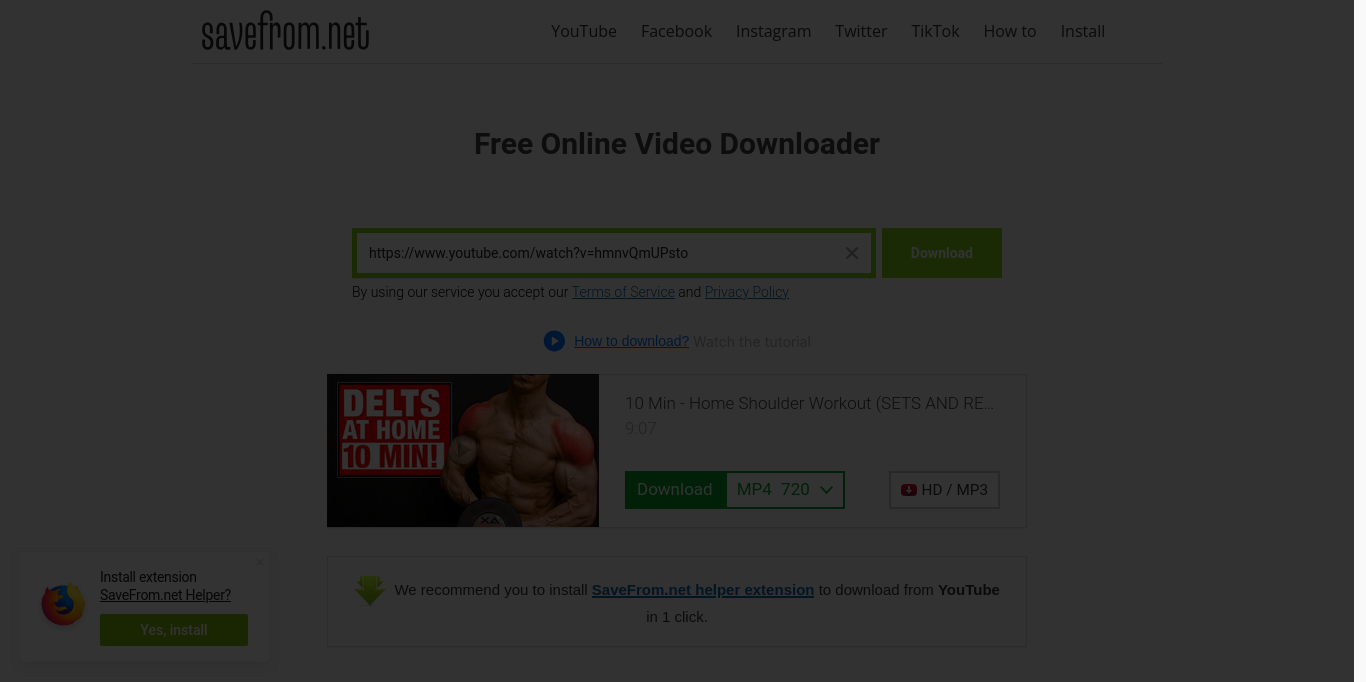 savefrom.net
YouTube Facebook Instagram Twitter TikTok How to Install
Free Online Video Downloader
https://www.youtube.com/watch?v=hmnvQmUPsto
Download
By using our service you accept our Terms of Service and Privacy Policy
How to download? Watch the tutorial
DELTS
AT HOME
10 MIN!
XA
10 Min - Home Shoulder Workout (SETS AND RE...
9:07
Download MP4 720
HD / MP3
Install extension
SaveFrom.net Helper?
Yes, install
We recommend you to install SaveFrom.net helper extension to download from YouTube
in 1 click.